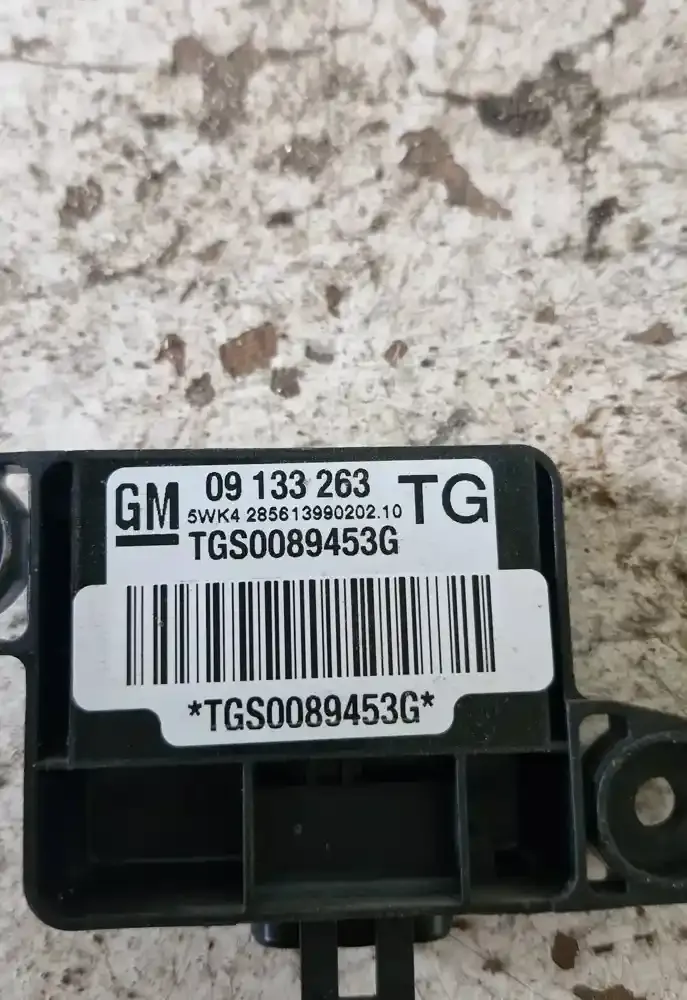 GM 09 133 263 TG
5WK4 285613990202.10
TGS0089453G
*TGS0089453G*